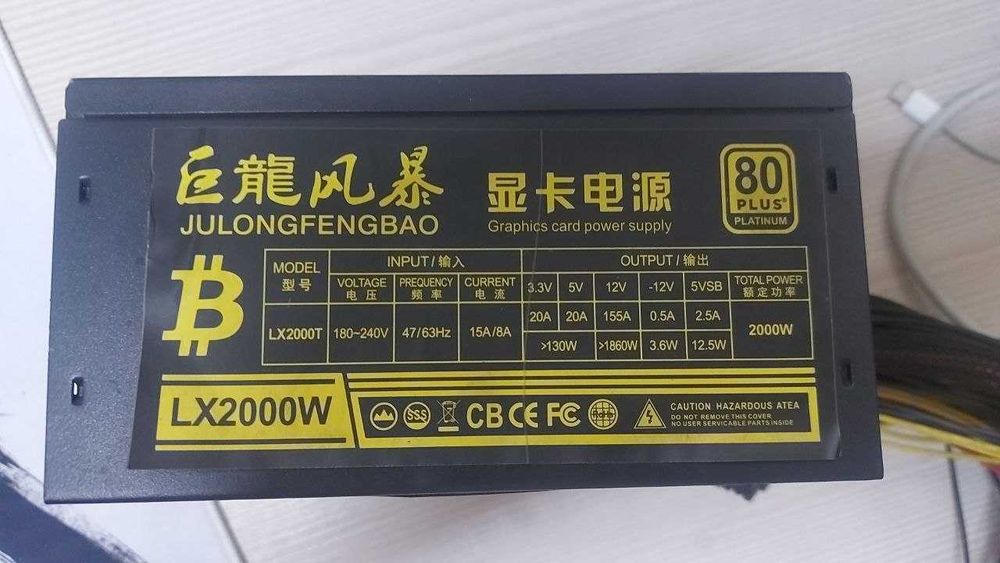 巨龍风暴
JULONGFENGBAO
显卡电源
Graphics card power supply
80
PLUS®
PLATINUM
MODEL
型号
INPUT/输入
OUTPUT/输出
VOLTAGE
电压
PREQUENCY
频率
CURRENT
电流
3.3V 5V 12V -12V 5VSB
TOTAL POWER
额定功率
LX2000T 180~240V 47/63Hz 15A/8A
20A 20A 155A 0.5A 2.5A
2000W
>130W >1860W 3.6W 12.5W
LX2000W
SSS CB CE FC
CAUTION HAZARDOUS ATEA
DO NOT REMOVE THIS COVER
NO USER SERVICABLE PARTS INSIDE